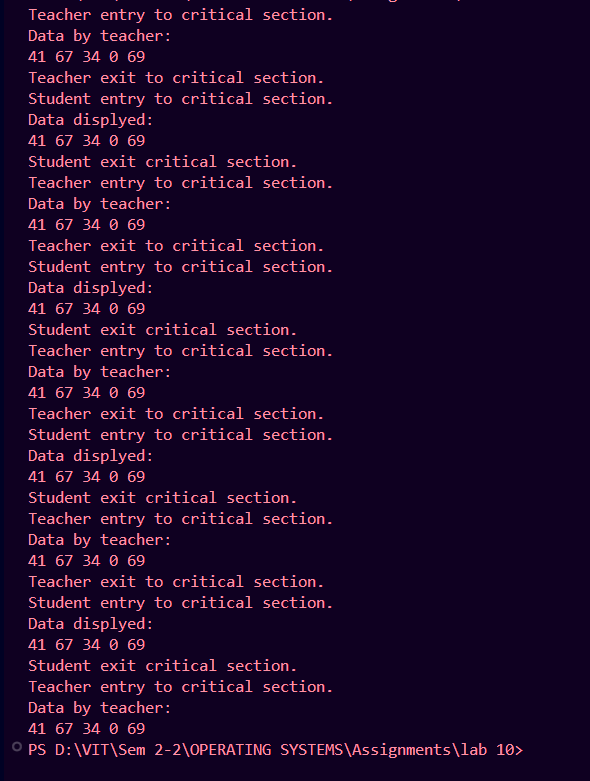 Teacher entry to critical section.
Data by teacher:
41 67 34 0 69
Teacher exit to critical section.
Student entry to critical section.
Data displyed:
41 67 34 0 69
Student exit critical section.
Teacher entry to critical section.
Data by teacher:
41 67 34 0 69
Teacher exit to critical section.
Student entry to critical section.
Data displyed:
41 67 34 0 69
Student exit critical section.
Teacher entry to critical section.
Data by teacher:
41 67 34 0 69
Teacher exit to critical section.
Student entry to critical section.
Data displyed:
41 67 34 0 69
Student exit critical section.
Teacher entry to critical section.
Data by teacher:
41 67 34 0 69
Teacher exit to critical section.
Student entry to critical section.
Data displyed:
41 67 34 0 69
Student exit critical section.
Teacher entry to critical section.
Data by teacher:
41 67 34 0 69
PS D:\VIT\Sem 2-2\OPERATING SYSTEMS\Assignments\lab 10>